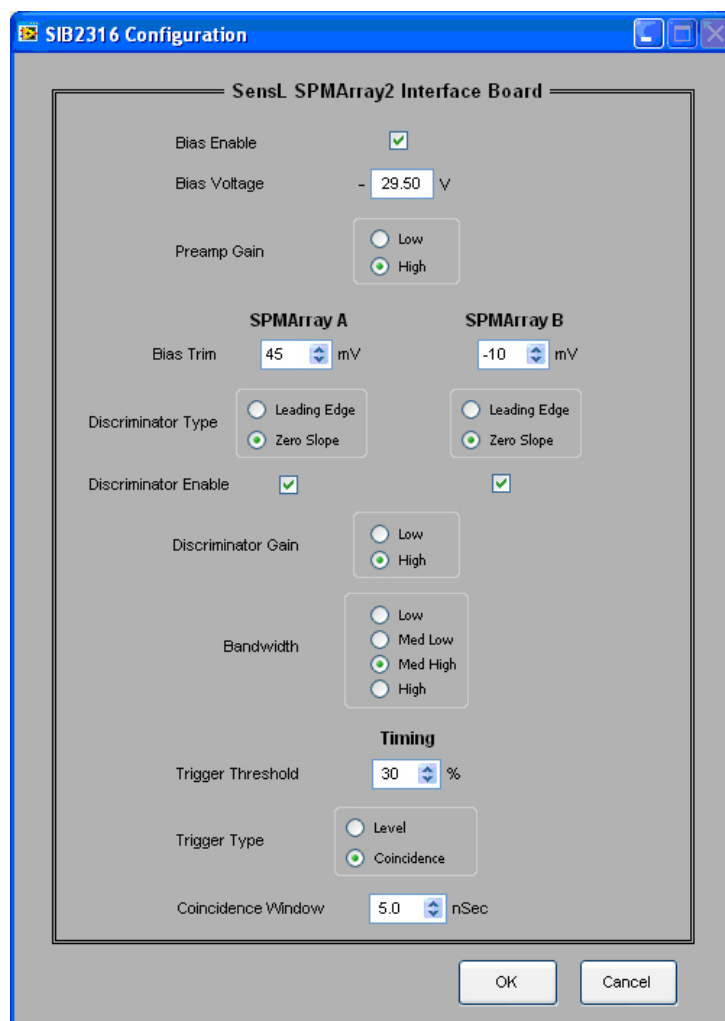 SIB2316 Configuration
SensL SPMArray2 Interface Board
Bias Enable
Bias Voltage - 29.50 V
Low
Preamp Gain
High
SPMArray A SPMArray B
Bias Trim 45 mV -10 mV
Leading Edge Leading Edge
Discriminator Type
Zero Slope Zero Slope
Discriminator Enable
Low
Discriminator Gain
High
Low
Med Low
Bandwidth
Med High
High
Timing
Trigger Threshold 30 %
Level
Trigger Type
Coincidence
Coincidence Window 5.0 nSec
OK Cancel